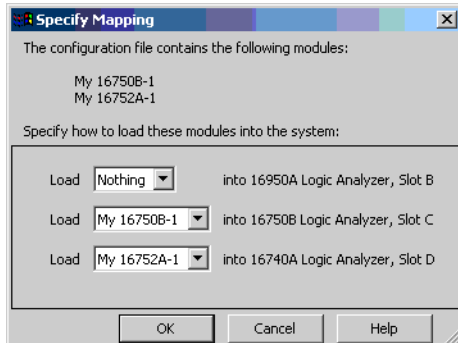 Specify Mapping
The configuration file contains the following modules:
My 16750B-1
My 16752A-1
Specify how to load these modules into the system:
Load Nothing into 16950A Logic Analyzer, Slot B
Load My 16750B-1 into 16750B Logic Analyzer, Slot C
Load My 16752A-1 into 16740A Logic Analyzer, Slot D
OK Cancel Help